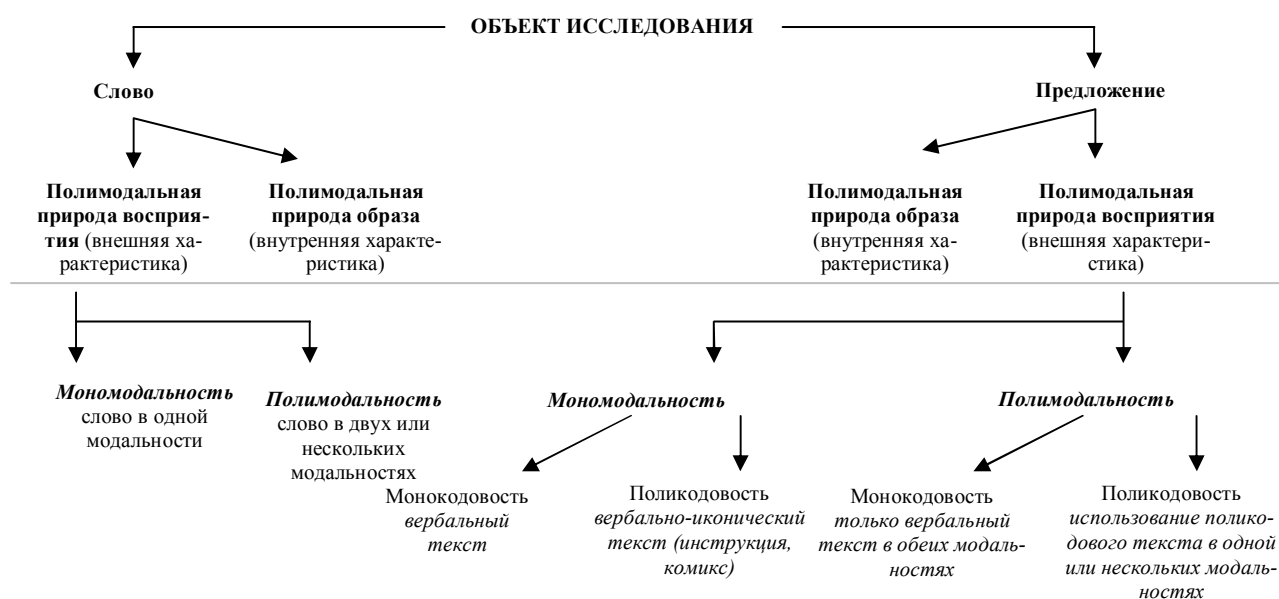 ОБЪЕКТ ИССЛЕДОВАНИЯ
Слово
Предложение
Полимодальная
природа восприя-
тия (внешняя ха-
рактеристика)
Полимодальная
природа образа
(внутренняя характе-
ристика)
Полимодальная
природа образа
(внутренняя ха-
рактеристика)
Полимодальная
природа восприятия
(внешняя характери-
стика)
Мономодальность
слово в одной
модальности
Полимодальность
слово в двух или
нескольких
модальностях
Мономодальность
Полимодальность
Монокодовость
вербальный
текст
Поликодовость
вербально-иконический
текст (инструкция,
комикс)
Монокодовость
только вербальный
текст в обеих модаль-
ностях
Поликодовость
использование полико-
дового текста в одной
или нескольких модаль-
ностях